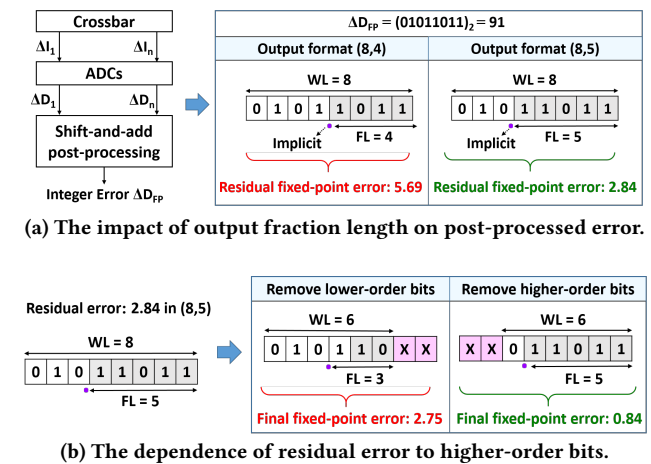 Crossbar
ΔI1 ΔIn
ADCs
ΔD1 ΔDn
Shift-and-add
post-processing
Integer Error ΔDFP
ΔDFP = (01011011)2 = 91
Output format (8,4)
WL = 8
0 1 0 1 1 0 1 1
Implicit
FL = 4
Residual fixed-point error: 5.69
Output format (8,5)
WL = 8
0 1 0 1 1 0 1 1
Implicit
FL = 5
Residual fixed-point error: 2.84
(a) The impact of output fraction length on post-processed error.
Residual error: 2.84 in (8,5)
WL = 8
0 1 0 1 1 0 1 1
FL = 5
Remove lower-order bits
WL = 6
0 1 0 1 1 0 X X
FL = 3
Final fixed-point error: 2.75
Remove higher-order bits
WL = 6
X X 0 1 1 0 1 1
FL = 5
Final fixed-point error: 0.84
(b) The dependence of residual error to higher-order bits.